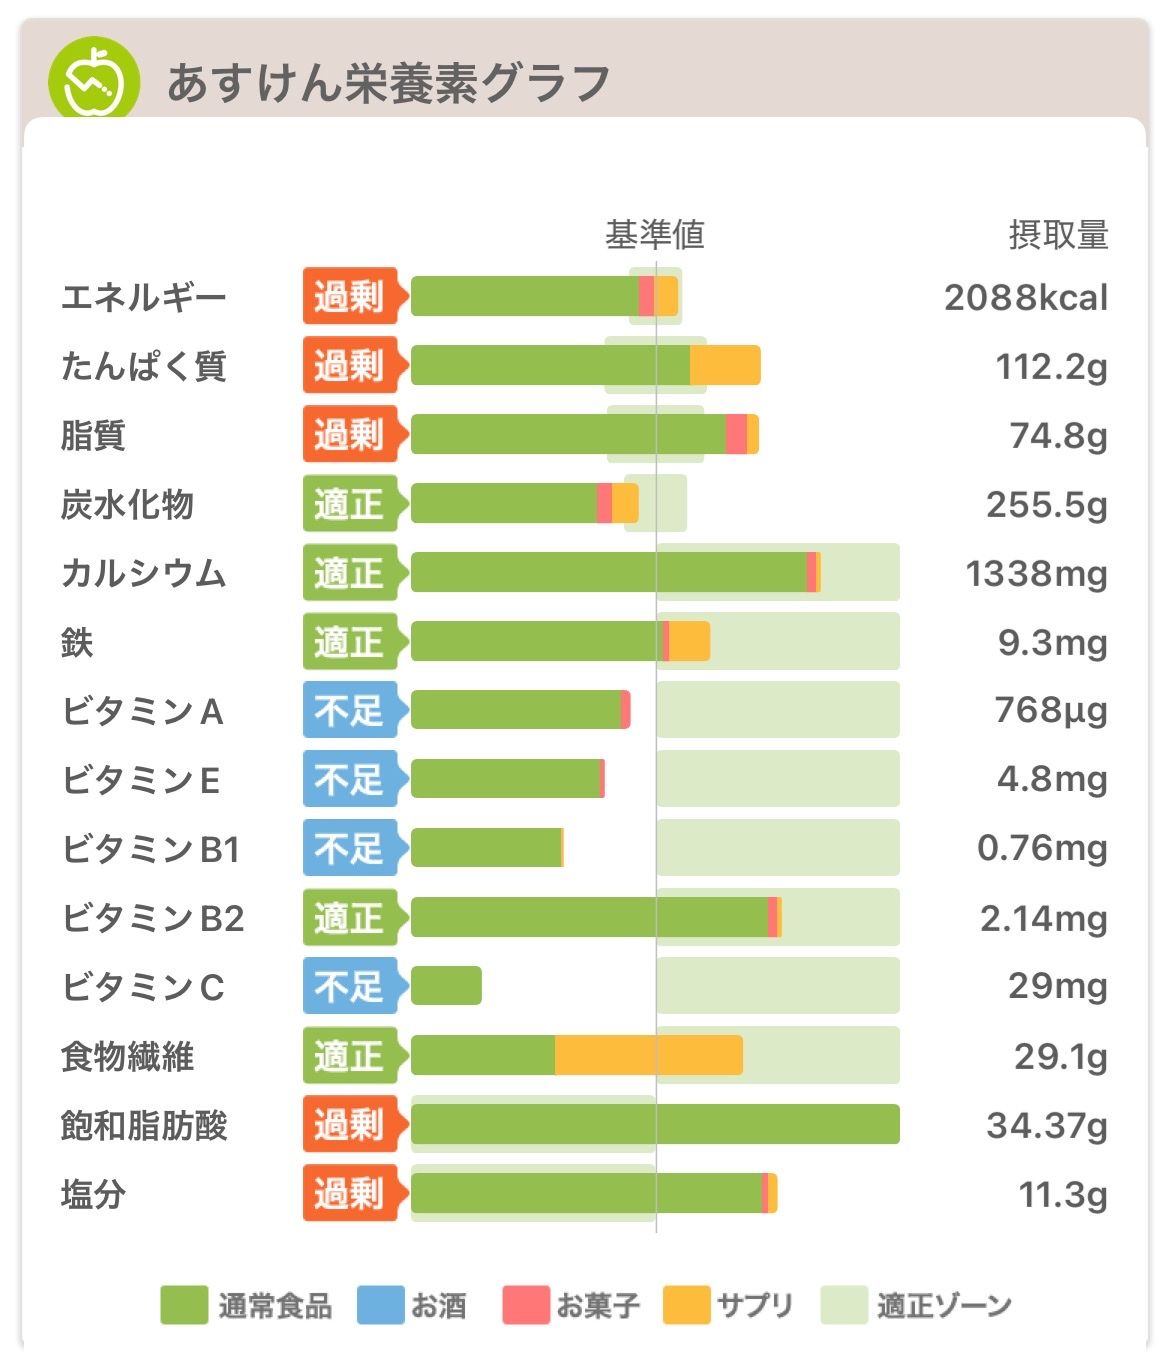 あすけん栄養素グラフ
基準値 摂取量
エネルギー 過剰 2088kcal
たんぱく質 過剰 112.2g
脂質 過剰 74.8g
炭水化物 適正 255.5g
カルシウム 適正 1338mg
鉄 適正 9.3mg
ビタミンA 不足 768μg
ビタミンE 不足 4.8mg
ビタミンB1 不足 0.76mg
ビタミンB2 適正 2.14mg
ビタミンC 不足 29mg
食物繊維 適正 29.1g
飽和脂肪酸 過剰 34.37g
塩分 過剰 11.3g
通常食品 お酒 お菓子 サプリ 適正ゾーン